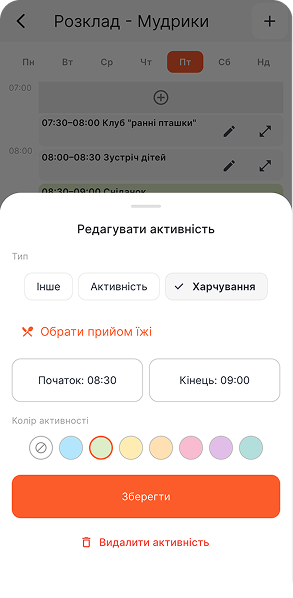 Розклад - Мудрики
Пн Вт Ср Чт Пт Сб Нд
07:00
07:30–08:00 Клуб "ранні пташки"
08:00
08:00–08:30 Зустріч дітей
08:30–09:00 Сніданок
Редагувати активність
Тип
Інше Активність Харчування
Обрати прийом їжі
Початок: 08:30 Кінець: 09:00
Колір активності
Зберегти
Видалити активність